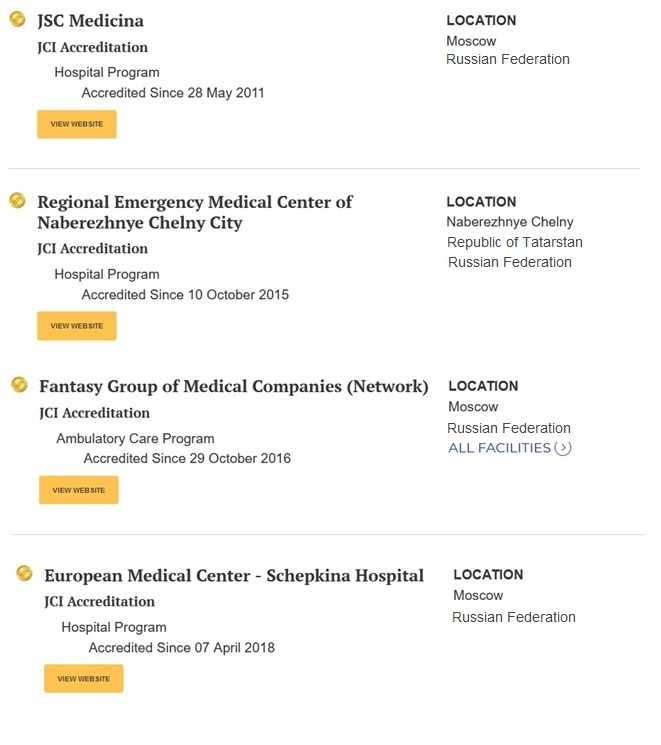 JSC Medicina
JCI Accreditation
Hospital Program
Accredited Since 28 May 2011
VIEW WEBSITE
LOCATION
Moscow
Russian Federation
Regional Emergency Medical Center of
Naberezhnye Chelny City
JCI Accreditation
Hospital Program
Accredited Since 10 October 2015
VIEW WEBSITE
LOCATION
Naberezhnye Chelny
Republic of Tatarstan
Russian Federation
Fantasy Group of Medical Companies (Network)
JCI Accreditation
Ambulatory Care Program
Accredited Since 29 October 2016
VIEW WEBSITE
LOCATION
Moscow
Russian Federation
ALL FACILITIES
European Medical Center - Schepkina Hospital
JCI Accreditation
Hospital Program
Accredited Since 07 April 2018
VIEW WEBSITE
LOCATION
Moscow
Russian Federation